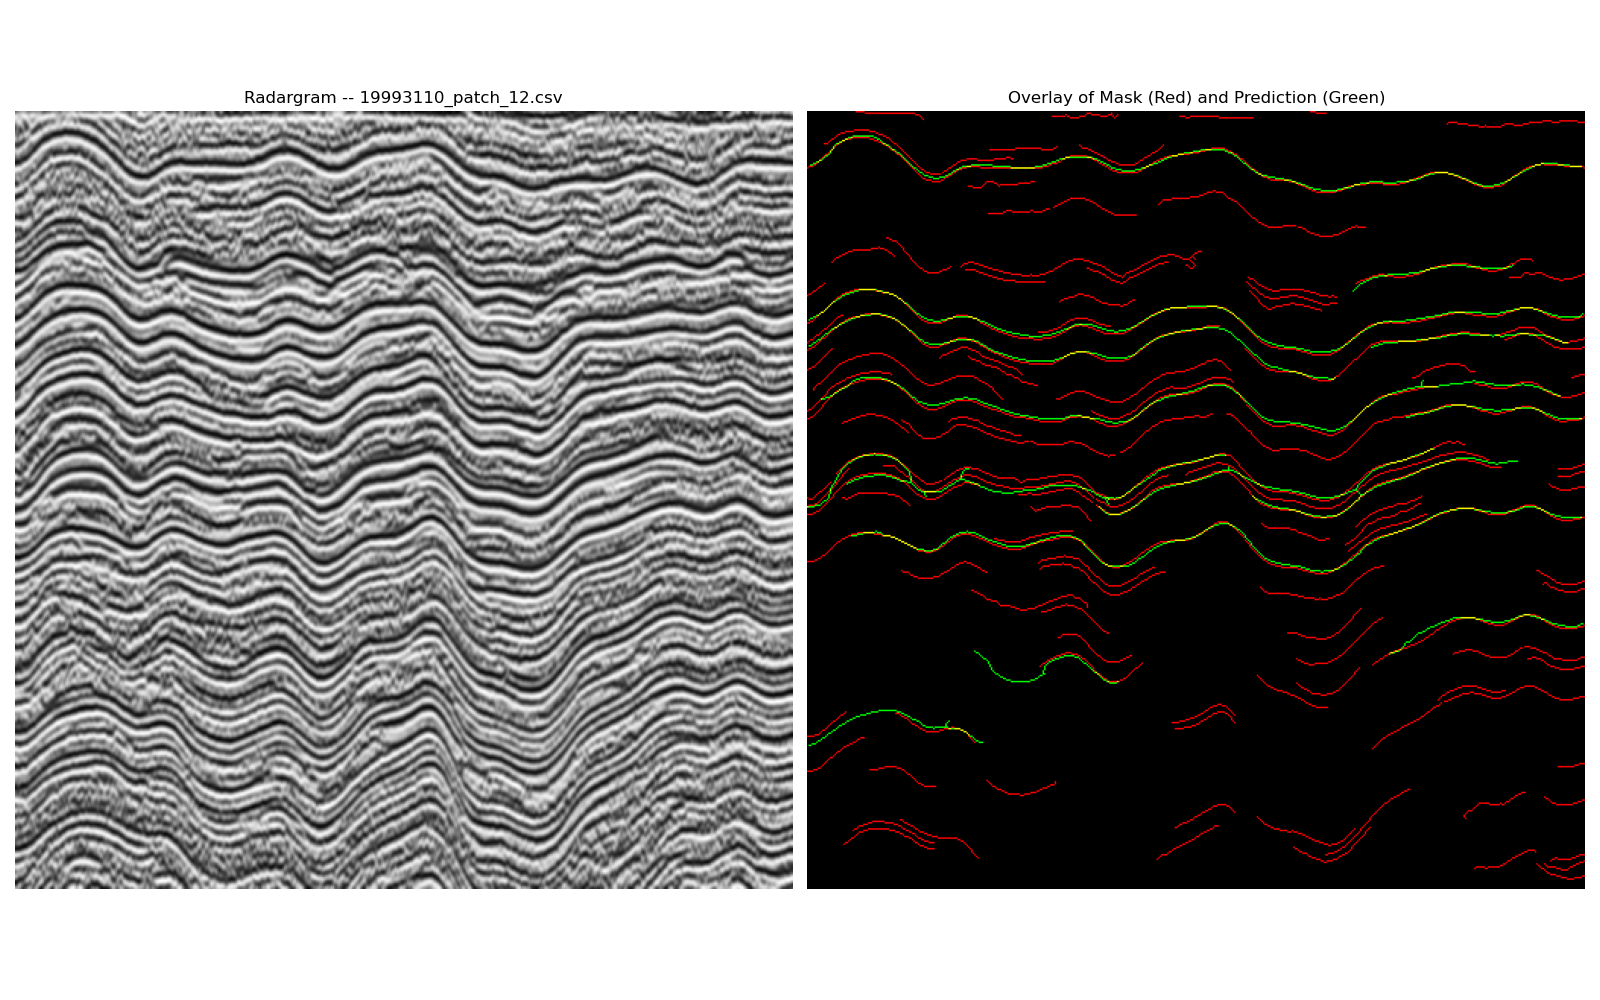 Radargram -- 19993110_patch_12.csv
Overlay of Mask (Red) and Prediction (Green)